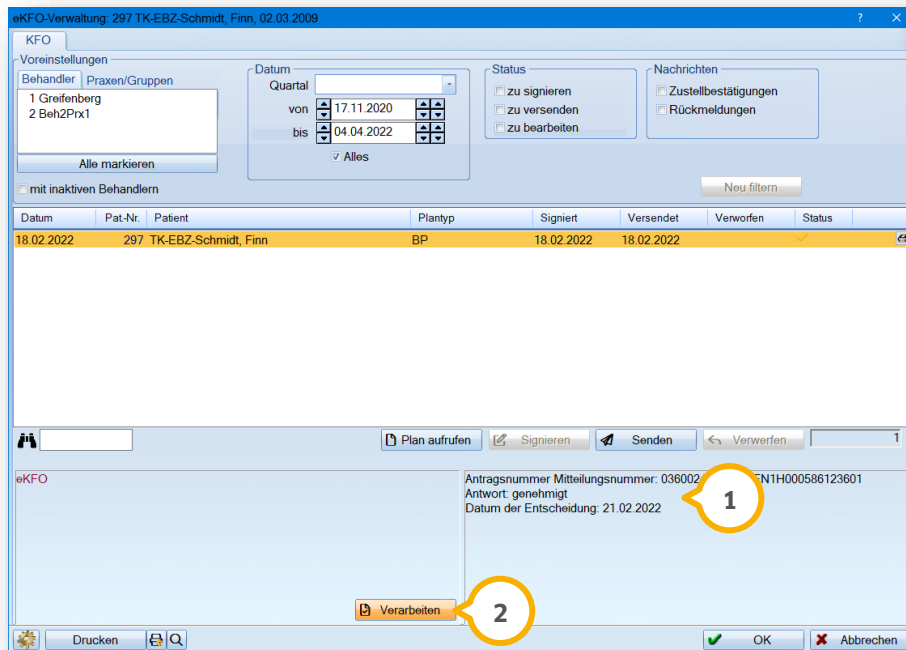 eKFO-Verwaltung: 297 TK-EBZ-Schmidt, Finn, 02.03.2009 ?
KFO
Voreinstellungen
Behandler Praxen/Gruppen
1 Greifenberg
2 Beh2Prx1
Alle markieren
mit inaktiven Behandlern
Datum
Quartal
von 17.11.2020
bis 04.04.2022
Alles
Status
zu signieren
zu versenden
zu bearbeiten
Nachrichten
Zustellbestätigungen
Rückmeldungen
Neu filtern
Datum Pat-Nr. Patient Plantyp Signiert Versendet Verworfen Status
18.02.2022 297 TK-EBZ-Schmidt, Finn BP 18.02.2022 18.02.2022
Plan aufrufen Signieren Senden Verwerfen 1
eKFO
Antragsnummer Mitteilungsnummer: 036002 EN1H000586123601
Antwort: genehmigt
Datum der Entscheidung: 21.02.2022
1
Verarbeiten
2
Drucken OK Abbrechen